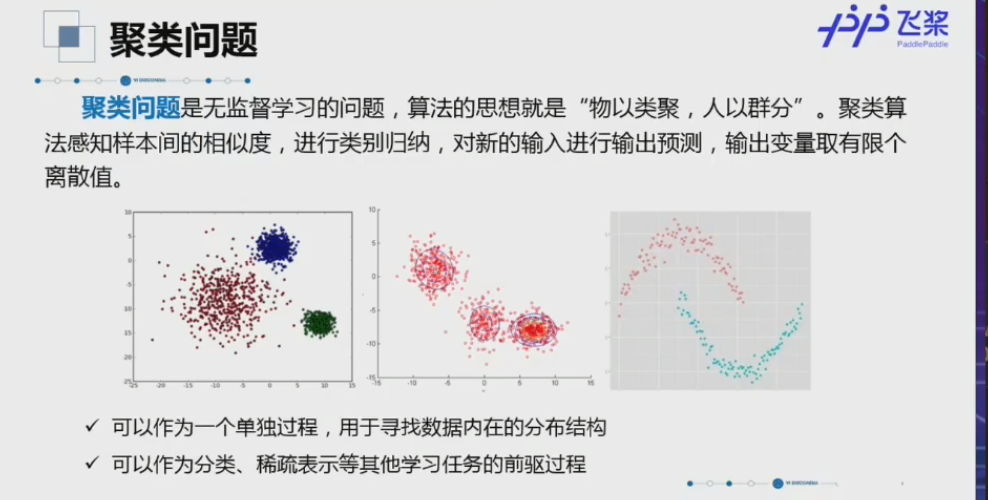 聚类问题
飞桨
PaddlePaddle
聚类问题是无监督学习的问题，算法的思想就是“物以类聚，人以群分”。聚类算
法感知样本间的相似度，进行类别归纳，对新的输入进行输出预测，输出变量取有限个
离散值。
10
5
0
-5
-10
15
20
25
-25 -20 -15 -10 -5 0 5 10 15
10
5
0
-5
-10
-15
-15 -10 -5 0 5 10 15
✓ 可以作为一个单独过程，用于寻找数据内在的分布结构
✓ 可以作为分类、稀疏表示等其他学习任务的前驱过程